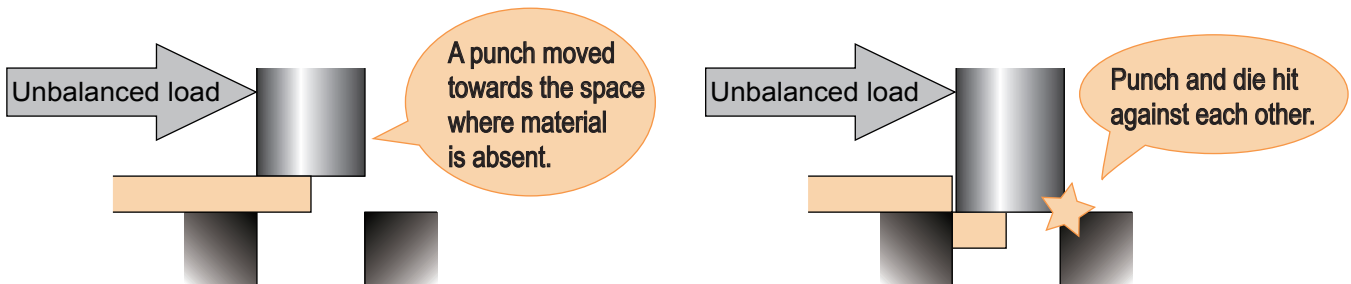 Unbalanced load
A punch moved
towards the space
where material
is absent.
Unbalanced load
Punch and die hit
against each other.